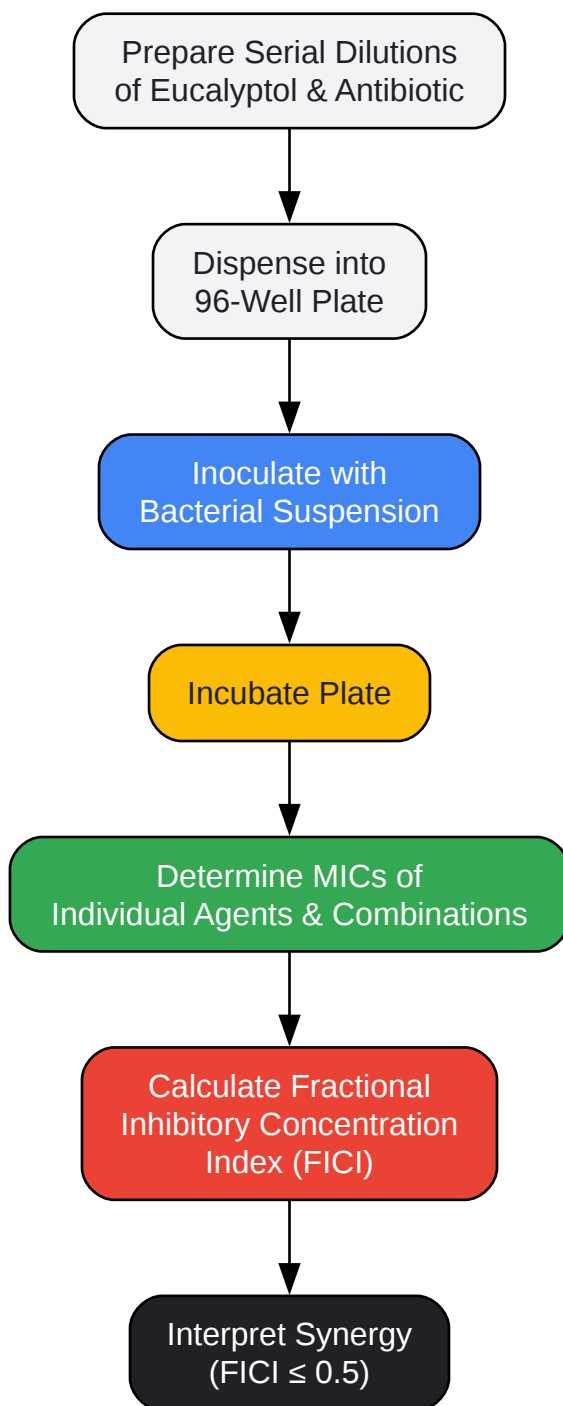 Prepare Serial Dilutions
of Eucalyptol & Antibiotic
Dispense into
96-Well Plate
Inoculate with
Bacterial Suspension
Incubate Plate
Determine MICs of
Individual Agents & Combinations
Calculate Fractional
Inhibitory Concentration
Index (FICI)
Interpret Synergy
(FICI ≤ 0.5)